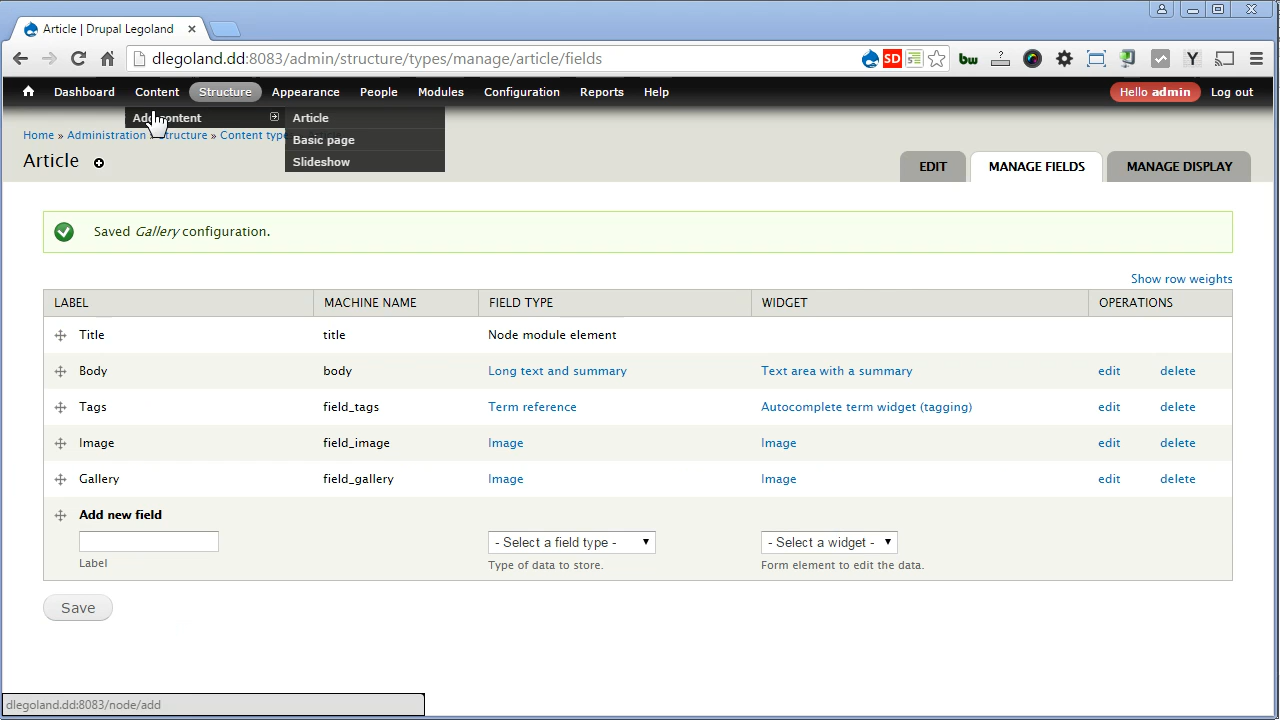 Article | Drupal Legoland
dlegoland.dd:8083/admin/structure/types/manage/article/fields
SD
bw
Dashboard Content Structure Appearance People Modules Configuration Reports Help Hello admin Log out
Add content Article
Home » Administration » Structure » Content types
Basic page
Article
Slideshow
EDIT MANAGE FIELDS MANAGE DISPLAY
Saved Gallery configuration.
Show row weights
LABEL MACHINE NAME FIELD TYPE WIDGET OPERATIONS
Title title Node module element
Body body Long text and summary Text area with a summary edit delete
Tags field_tags Term reference Autocomplete term widget (tagging) edit delete
Image field_image Image Image edit delete
Gallery field_gallery Image Image edit delete
Add new field
- Select a field type - - Select a widget -
Label Type of data to store. Form element to edit the data.
Save
dlegoland.dd:8083/node/add